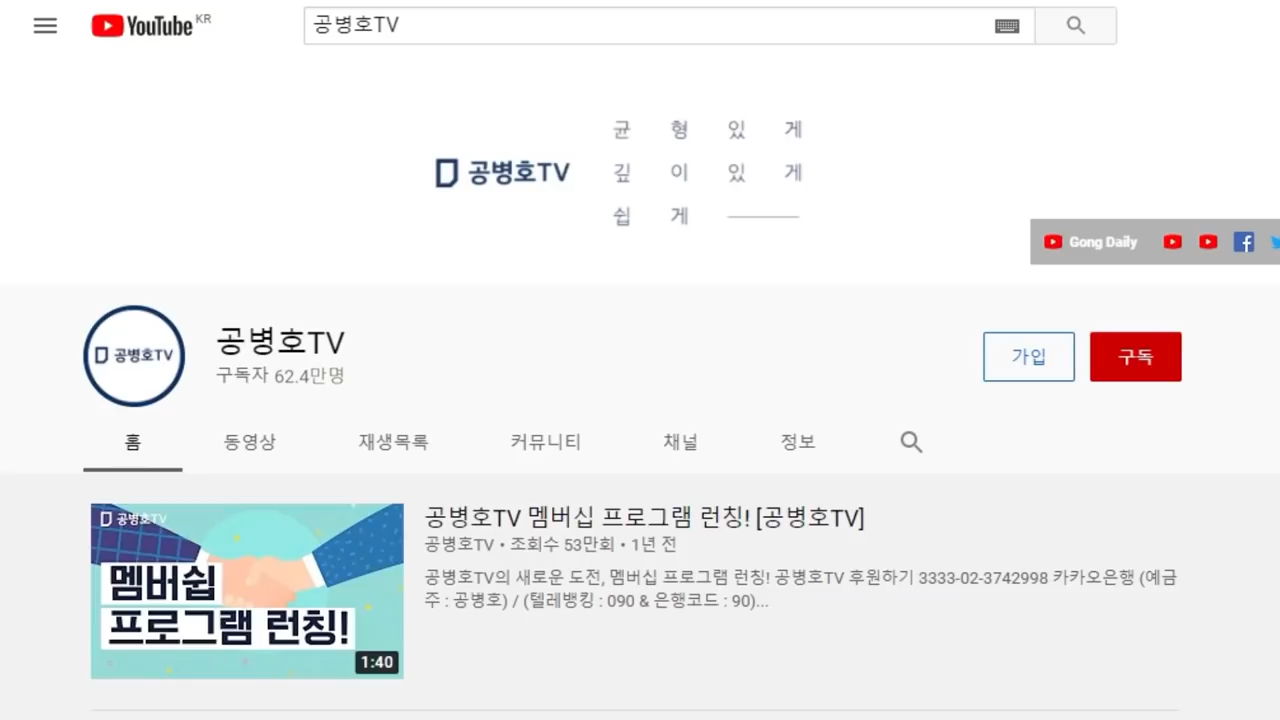 YouTube KR
공병호TV
균 형 있 게
공병호TV
깊 이 있 게
쉽 게
Gong Daily
공병호TV
공병호TV
구독자 62.4만명
가입
구독
홈
동영상
재생목록
커뮤니티
채널
정보
공병호TV
멤버쉽
프로그램 런칭!
1:40
공병호TV 멤버십 프로그램 런칭! [공병호TV]
공병호TV • 조회수 53만회 • 1년 전
공병호TV의 새로운 도전, 멤버십 프로그램 런칭! 공병호TV 후원하기 3333-02-3742998 카카오은행 (예금
주 : 공병호) / (텔레뱅킹 : 090 & 은행코드 : 90)...